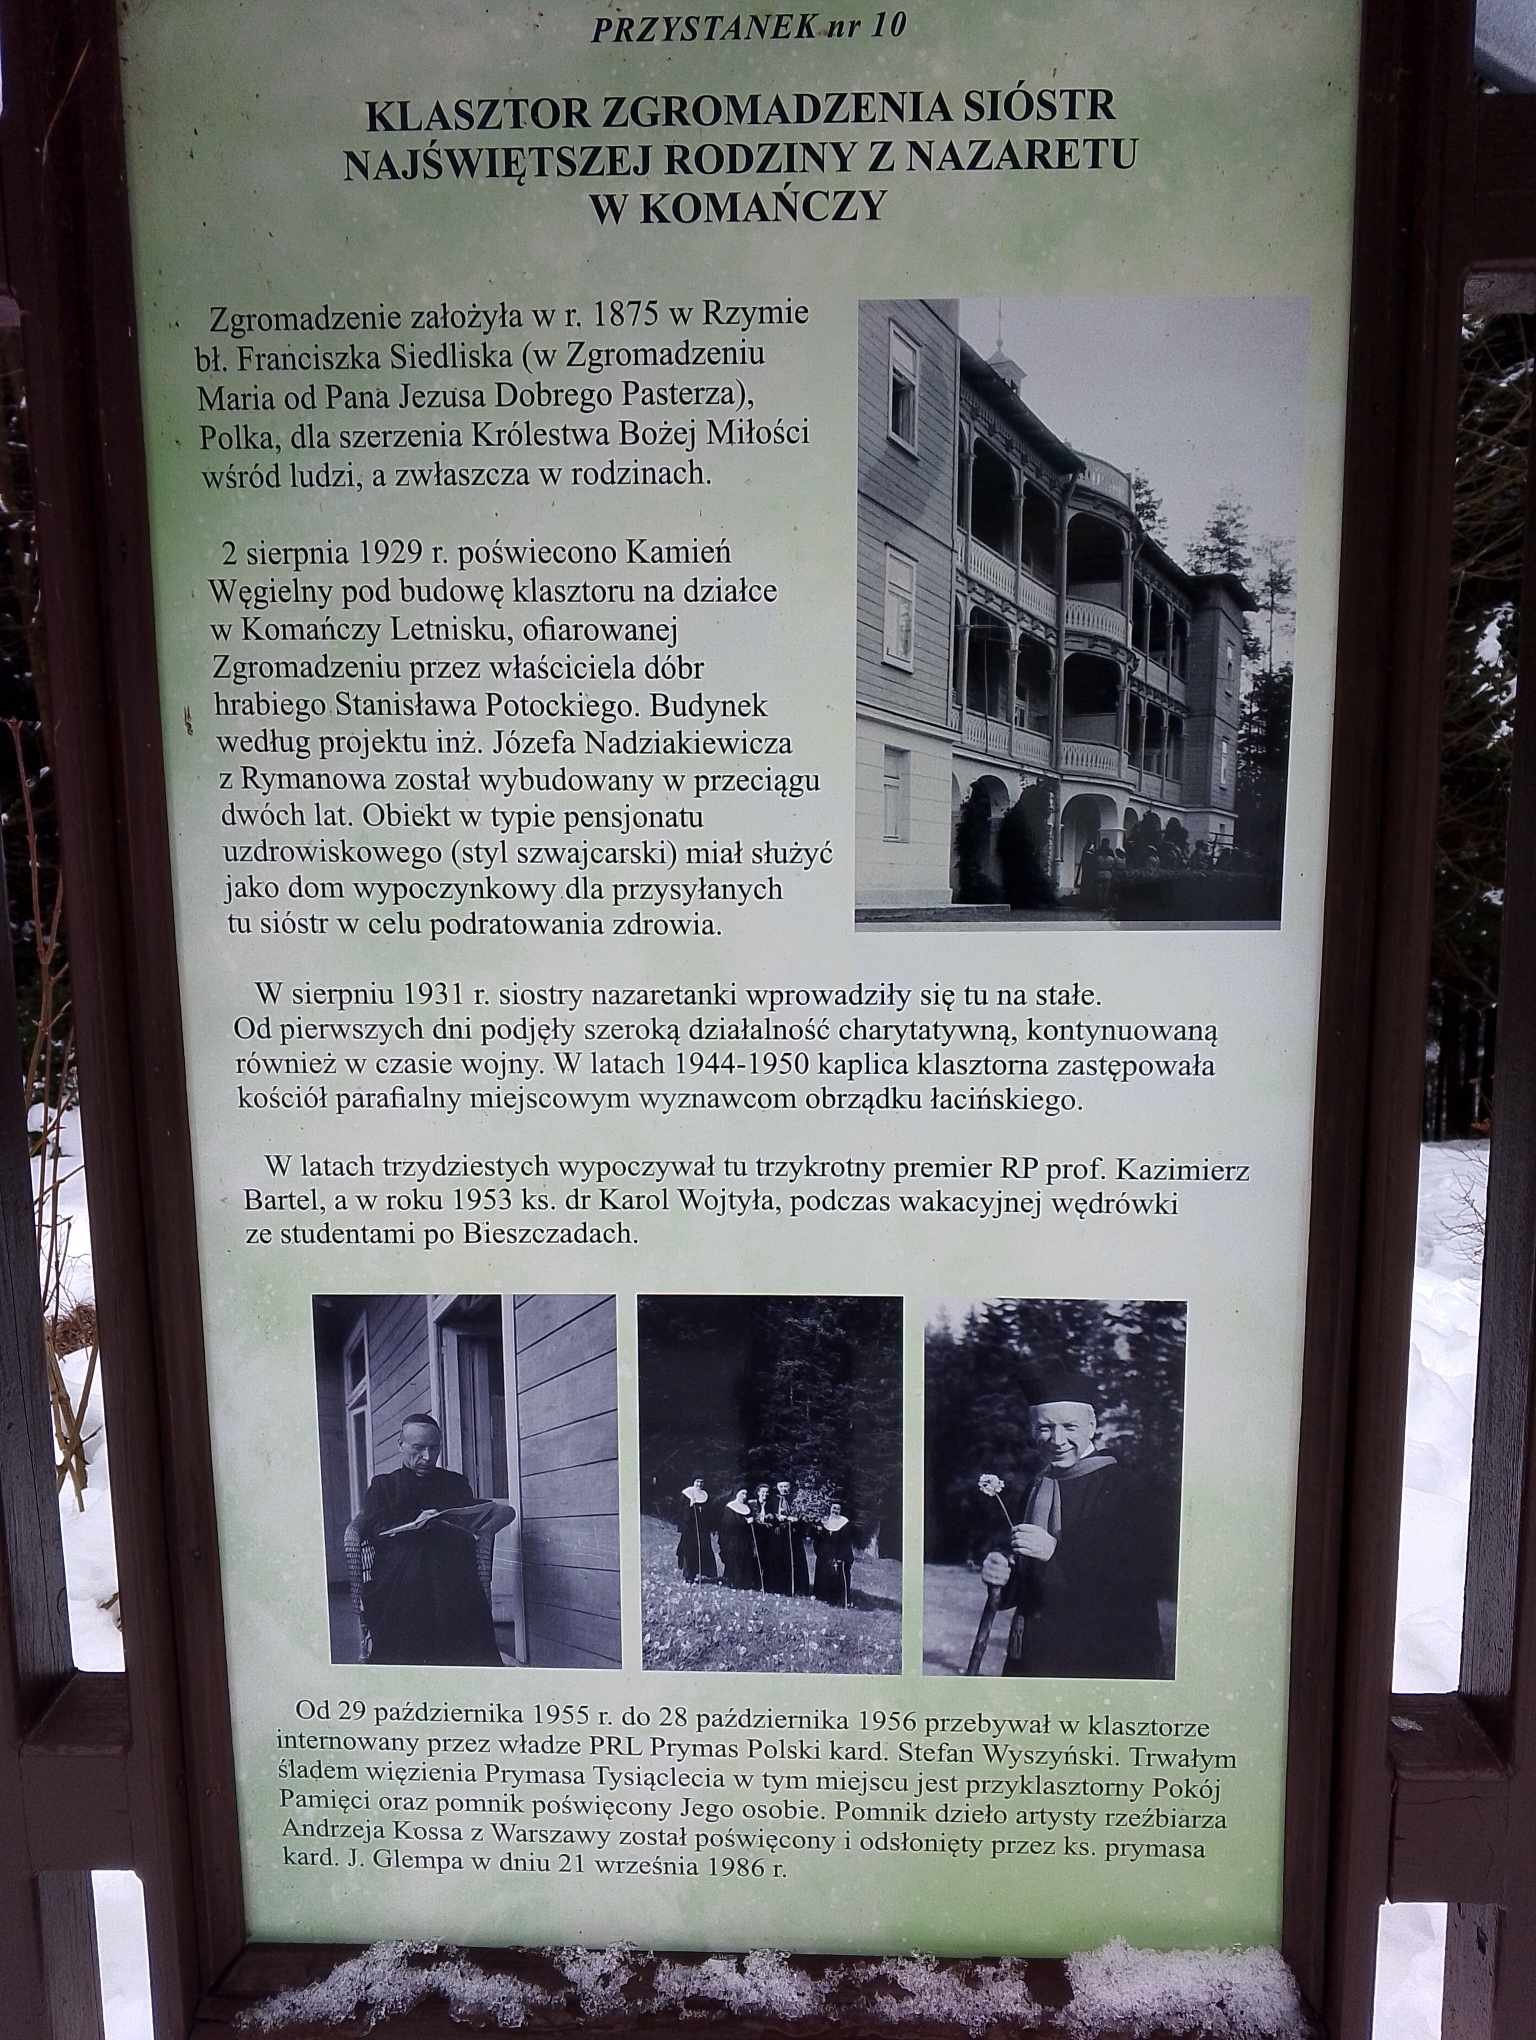 PRZYSTANEK nr 10
KLASZTOR ZGROMADZENIA SIÓSTR
NAJŚWIĘTSZEJ RODZINY Z NAZARETU
W KOMAŃCZY
Zgromadzenie założyła w r. 1875 w Rzymie
bł. Franciszka Siedliska (w Zgromadzeniu
Maria od Pana Jezusa Dobrego Pasterza),
Polka, dla szerzenia Królestwa Bożej Miłości
wśród ludzi, a zwłaszcza w rodzinach.
2 sierpnia 1929 r. poświecono Kamień
Węgielny pod budowę klasztoru na działce
w Komańczy Letnisku, ofiarowanej
Zgromadzeniu przez właściciela dóbr
hrabiego Stanisława Potockiego. Budynek
według projektu inż. Józefa Nadziakiewicza
z Rymanowa został wybudowany w przeciągu
dwóch lat. Obiekt w typie pensjonatu
uzdrowiskowego (styl szwajcarski) miał służyć
jako dom wypoczynkowy dla przysyłanych
tu sióstr w celu podratowania zdrowia.
W sierpniu 1931 r. siostry nazaretanki wprowadziły się tu na stałe.
Od pierwszych dni podjęły szeroką działalność charytatywną, kontynuowaną
również w czasie wojny. W latach 1944-1950 kaplica klasztorna zastępowała
kościół parafialny miejscowym wyznawcom obrządku łacińskiego.
W latach trzydziestych wypoczywał tu trzykrotny premier RP prof. Kazimierz
Bartel, a w roku 1953 ks. dr Karol Wojtyła, podczas wakacyjnej wędrówki
ze studentami po Bieszczadach.
Od 29 października 1955 r. do 28 października 1956 przebywał w klasztorze
internowany przez władze PRL Prymas Polski kard. Stefan Wyszyński. Trwałym
śladem więzienia Prymasa Tysiąclecia w tym miejscu jest przyklasztorny Pokój
Pamięci oraz pomnik poświęcony Jego osobie. Pomnik dzieło artysty rzeźbiarza
Andrzeja Kossa z Warszawy został poświęcony i odsłonięty przez ks. prymasa
kard. J. Glempa w dniu 21 września 1986 r.